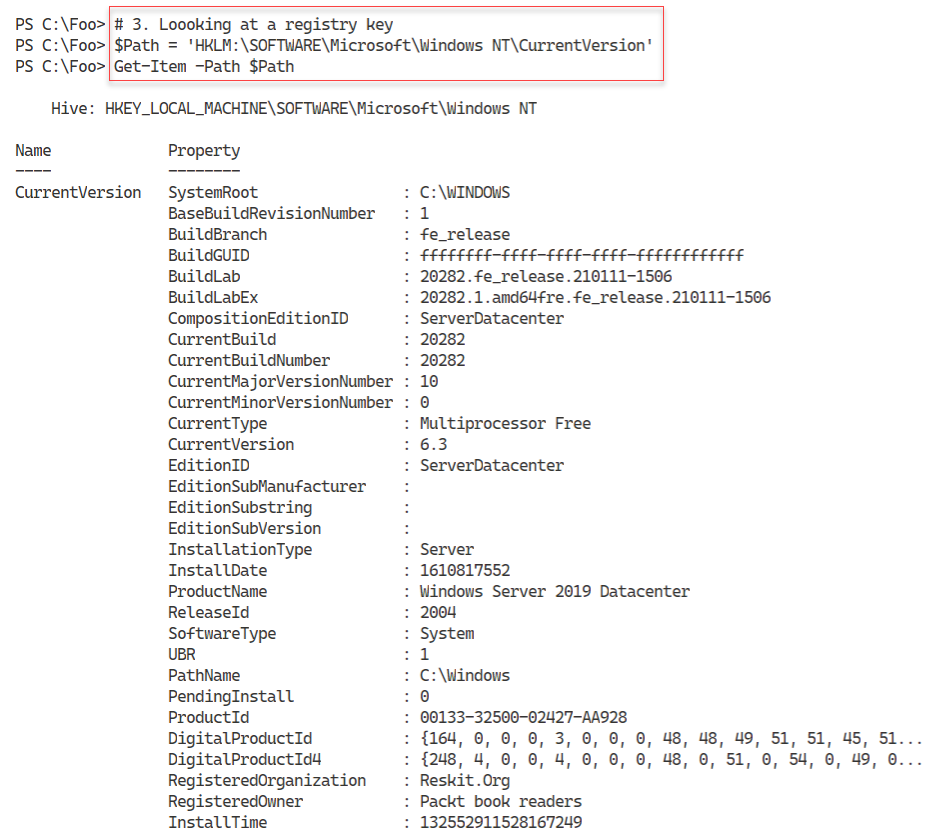 PS C:\Foo> # 3. Loooking at a registry key
PS C:\Foo> $Path = 'HKLM:\SOFTWARE\Microsoft\Windows NT\CurrentVersion'
PS C:\Foo> Get-Item -Path $Path
Hive: HKEY_LOCAL_MACHINE\SOFTWARE\Microsoft\Windows NT
Name Property
---- --------
CurrentVersion SystemRoot : C:\WINDOWS
BaseBuildRevisionNumber : 1
BuildBranch : fe_release
BuildGUID : ffffffff-ffff-ffff-ffff-ffffffffffff
BuildLab : 20282.fe_release.210111-1506
BuildLabEx : 20282.1.amd64fre.fe_release.210111-1506
CompositionEditionID : ServerDatacenter
CurrentBuild : 20282
CurrentBuildNumber : 20282
CurrentMajorVersionNumber : 10
CurrentMinorVersionNumber : 0
CurrentType : Multiprocessor Free
CurrentVersion : 6.3
EditionID : ServerDatacenter
EditionSubManufacturer :
EditionSubstring :
EditionSubVersion :
InstallationType : Server
InstallDate : 1610817552
ProductName : Windows Server 2019 Datacenter
ReleaseId : 2004
SoftwareType : System
UBR : 1
PathName : C:\Windows
PendingInstall : 0
ProductId : 00133-32500-02427-AA928
DigitalProductId : {164, 0, 0, 0, 3, 0, 0, 0, 48, 48, 49, 51, 51, 45, 51...
DigitalProductId4 : {248, 4, 0, 0, 4, 0, 0, 0, 48, 0, 51, 0, 54, 0, 49, 0...
RegisteredOrganization : Reskit.Org
RegisteredOwner : Packt book readers
InstallTime : 132552911528167249